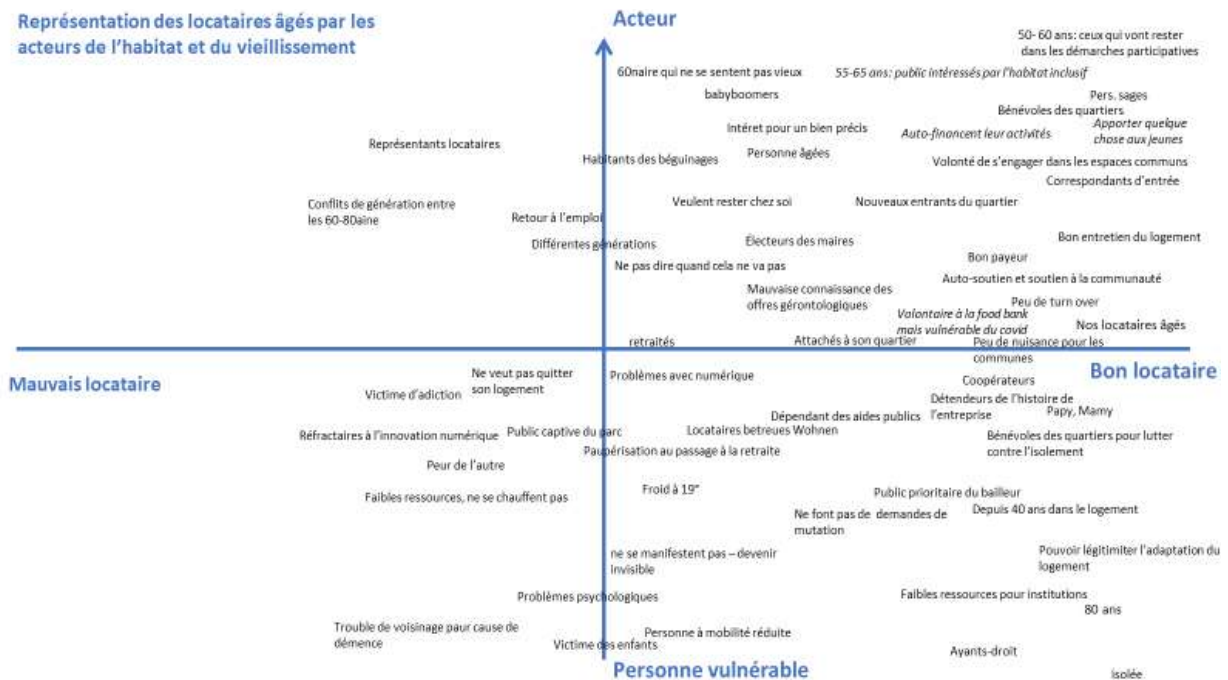 Représentation des locataires âgés par les
acteurs de l'habitat et du vieillissement
Acteur
50- 60 ans: ceux qui vont rester
dans les démarches participatives
60naire qui ne se sentent pas vieux
55-65 ans: public intéressés par l'habitat inclusif
babyboomers
Pers. sages
Bénévoles des quartiers
Intéret pour un bien précis
Auto-financent leur activités
Apporter quelque
chose aux jeunes
Représentants locataires
Habitants des béguinages
Personne âgées
Volonté de s'engager dans les espaces communs
Correspondants d'entrée
Conflits de génération entre
les 60-80aine
Retour à l'emploi
Veulent rester chez soi
Nouveaux entrants du quartier
Différentes générations
Électeurs des maires
Bon entretien du logement
Bon payeur
Ne pas dire quand cela ne va pas
Auto-soutien et soutien à la communauté
Mauvaise connaissance des
offres gérontologiques
Peu de turn over
Volontaire à la food bank
mais vulnérable du covid
Nos locataires âgés
retraités
Attachés à son quartier
Peu de nuisance pour les
communes
Mauvais locataire
Bon locataire
Ne veut pas quitter
son logement
Problèmes avec numérique
Coopérateurs
Victime d'adiction
Détendeurs de l'histoire de
l'entreprise
Papy, Mamy
Dépendant des aides publics
Réfractaires à l'innovation numérique
Public captive du parc
Locataires betreues Wohnen
Bénévoles des quartiers pour lutter
contre l'isolement
Paupérisation au passage à la retraite
Peur de l'autre
Froid à 19°
Faibles ressources, ne se chauffent pas
Public prioritaire du bailleur
Depuis 40 ans dans le logement
Ne font pas de demandes de
mutation
ne se manifestent pas – devenir
invisible
Pouvoir légitimiter l'adaptation du
logement
Problèmes psychologiques
Faibles ressources pour institutions
80 ans
Trouble de voisinage paur cause de
démence
Personne à mobilité réduite
Victime des enfants
Ayants-droit
Personne vulnérable
Isolée